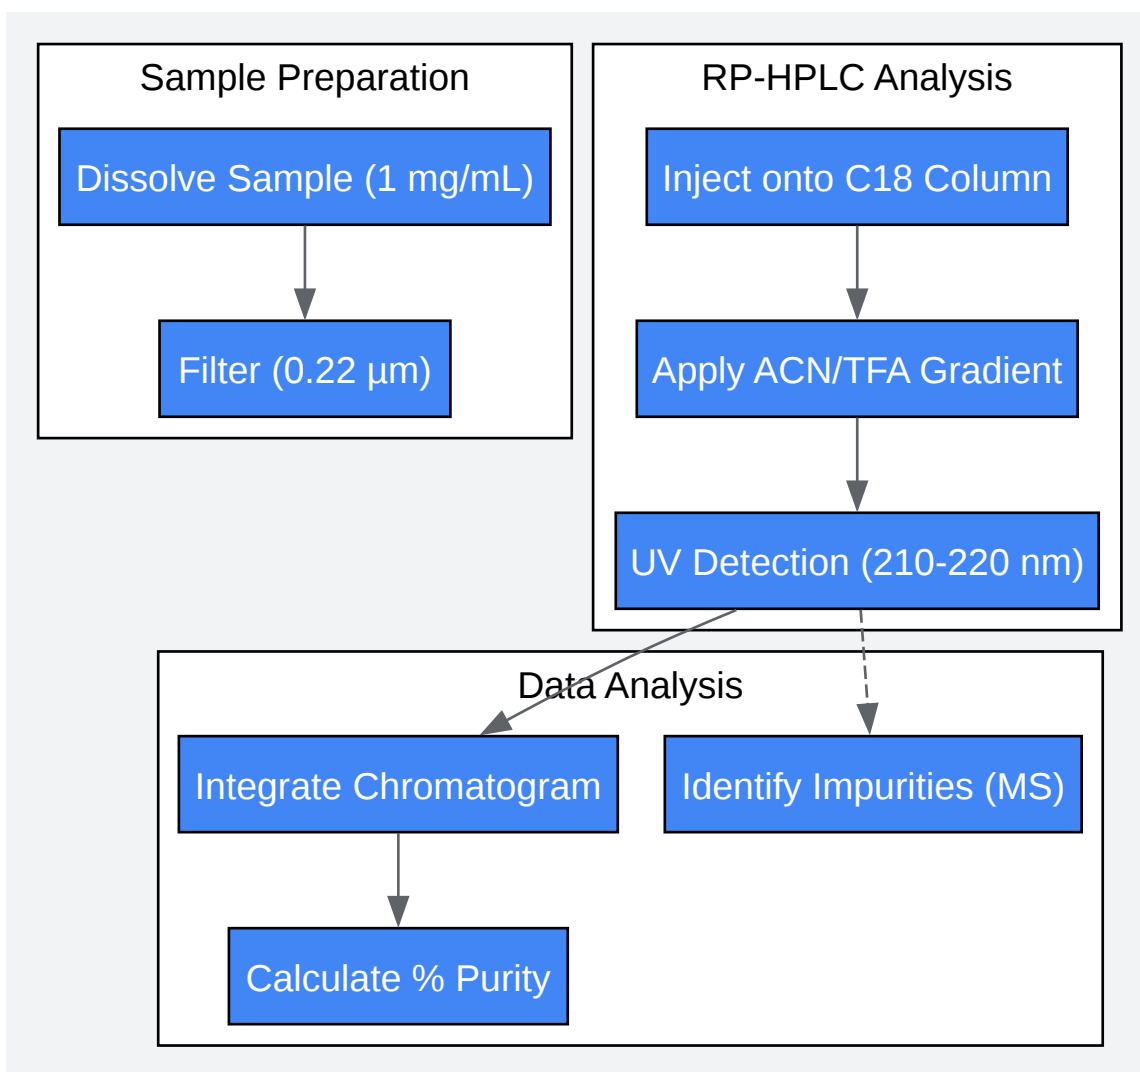 Sample Preparation
Dissolve Sample (1 mg/mL)
Filter (0.22 µm)
RP-HPLC Analysis
Inject onto C18 Column
Apply ACN/TFA Gradient
UV Detection (210-220 nm)
Data Analysis
Integrate Chromatogram
Identify Impurities (MS)
Calculate % Purity